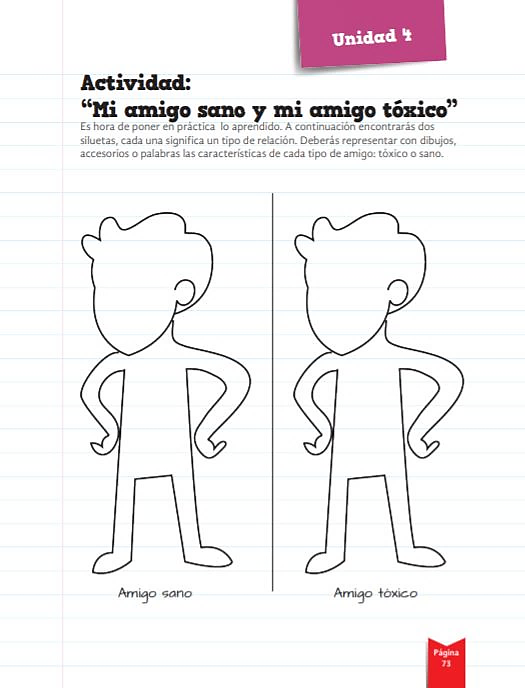 Unidad 4
Actividad:
“Mi amigo sano y mi amigo tóxico”
Es hora de poner en práctica lo aprendido. A continuación encontrarás dos
siluetas, cada una significa un tipo de relación. Deberás representar con dibujos,
accesorios o palabras las características de cada tipo de amigo: tóxico o sano.
Amigo sano
Amigo tóxico
Página
73